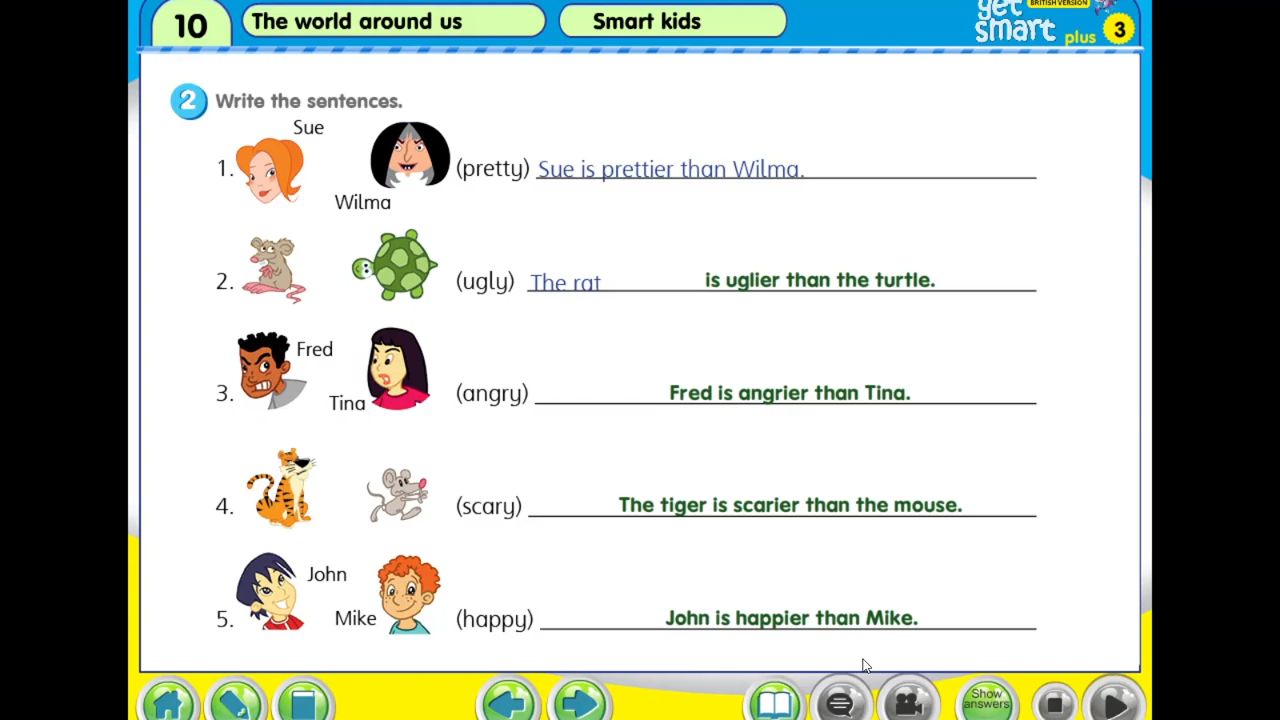 10
The world around us
Smart kids
get
smart
plus 3
BRITISH VERSION
2 Write the sentences.
Sue
Wilma
1. (pretty) Sue is prettier than Wilma.
2. (ugly) The rat is uglier than the turtle.
Fred
Tina
3. (angry) Fred is angrier than Tina.
4. (scary) The tiger is scarier than the mouse.
John
Mike
5. (happy) John is happier than Mike.
Show
answers